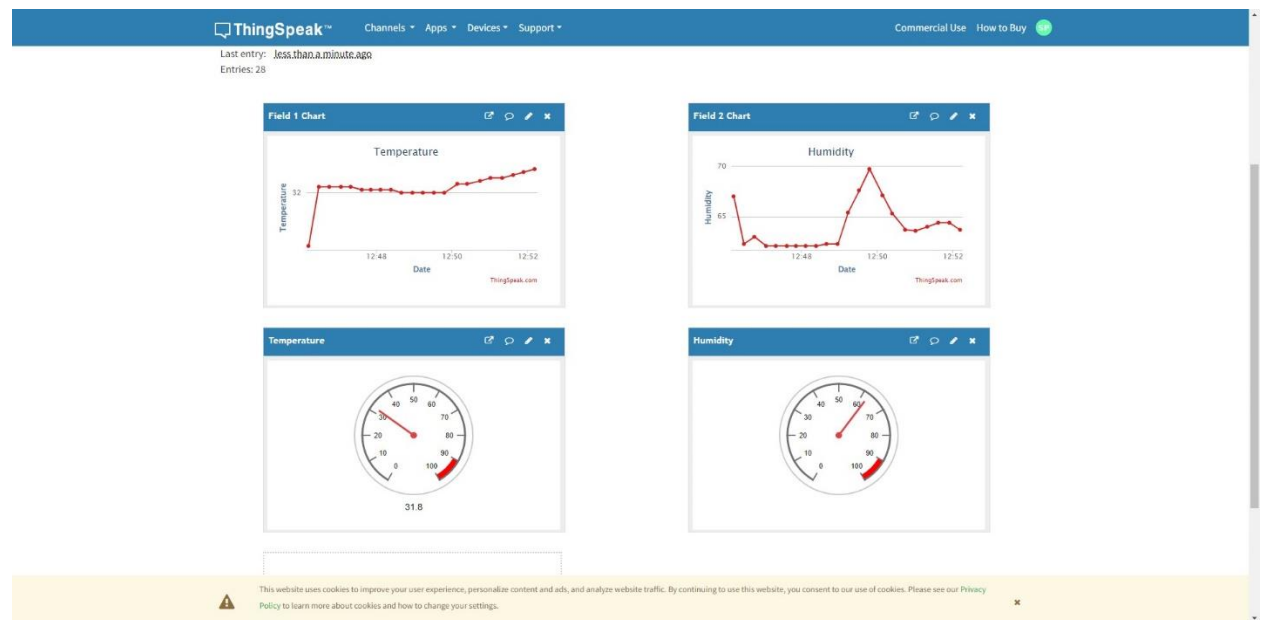 ThingSpeak™ Channels Apps Devices Support Commercial Use How to Buy
Last entry: less than a minute ago
Entries: 28
Field 1 Chart
Temperature
Temperature
32
12:48 12:50 12:52
Date
ThingSpeak.com
Field 2 Chart
Humidity
Humidity
70
65
12:48 12:50 12:52
Date
ThingSpeak.com
Temperature
0 10 20 30 40 50 60 70 80 90 100
31.8
Humidity
0 10 20 30 40 50 60 70 80 90 100
This website uses cookies to improve your user experience, personalize content and ads, and analyze website traffic. By continuing to use this website, you consent to our use of cookies. Please see our Privacy
Policy to learn more about cookies and how to change your settings.